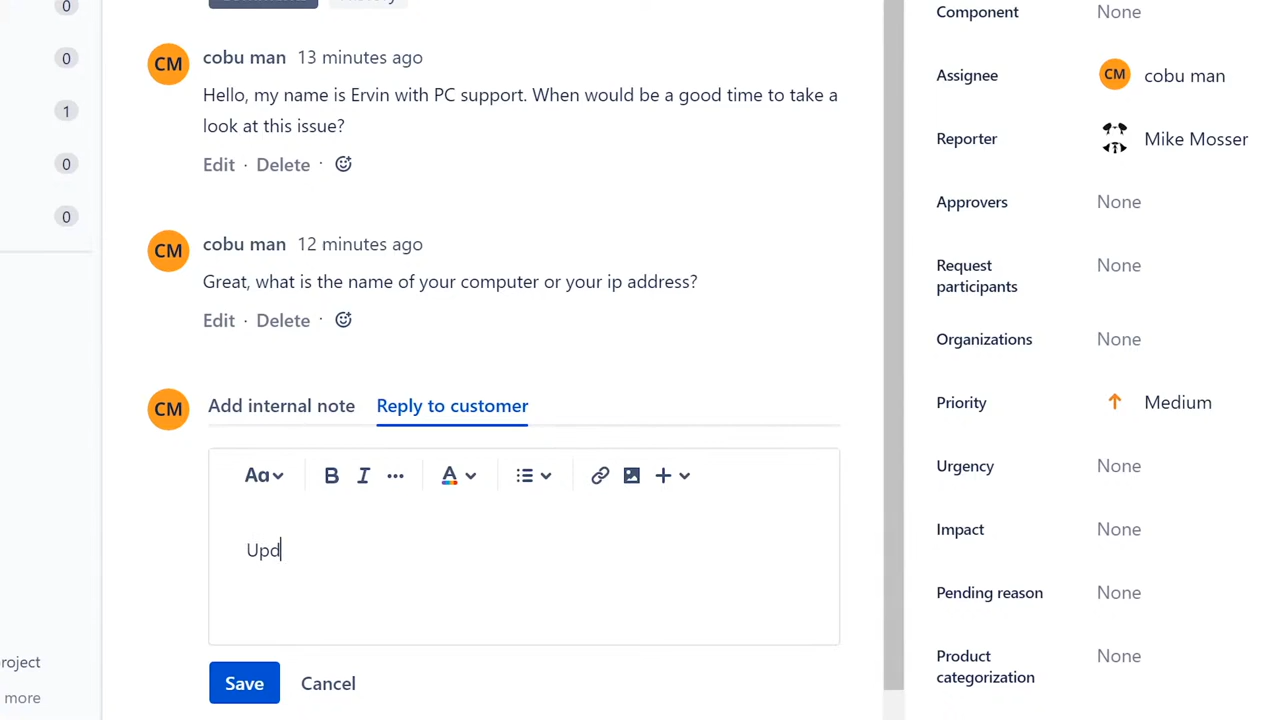 0
0
1
0
0
roject
more
History
CM cobu man 13 minutes ago
Hello, my name is Ervin with PC support. When would be a good time to take a
look at this issue?
Edit · Delete ·
CM cobu man 12 minutes ago
Great, what is the name of your computer or your ip address?
Edit · Delete ·
CM Add internal note Reply to customer
Aa B I ... A
Upd
Save Cancel
Component None
Assignee CM cobu man
Reporter Mike Mosser
Approvers None
Request
participants None
Organizations None
Priority Medium
Urgency None
Impact None
Pending reason None
Product
categorization None